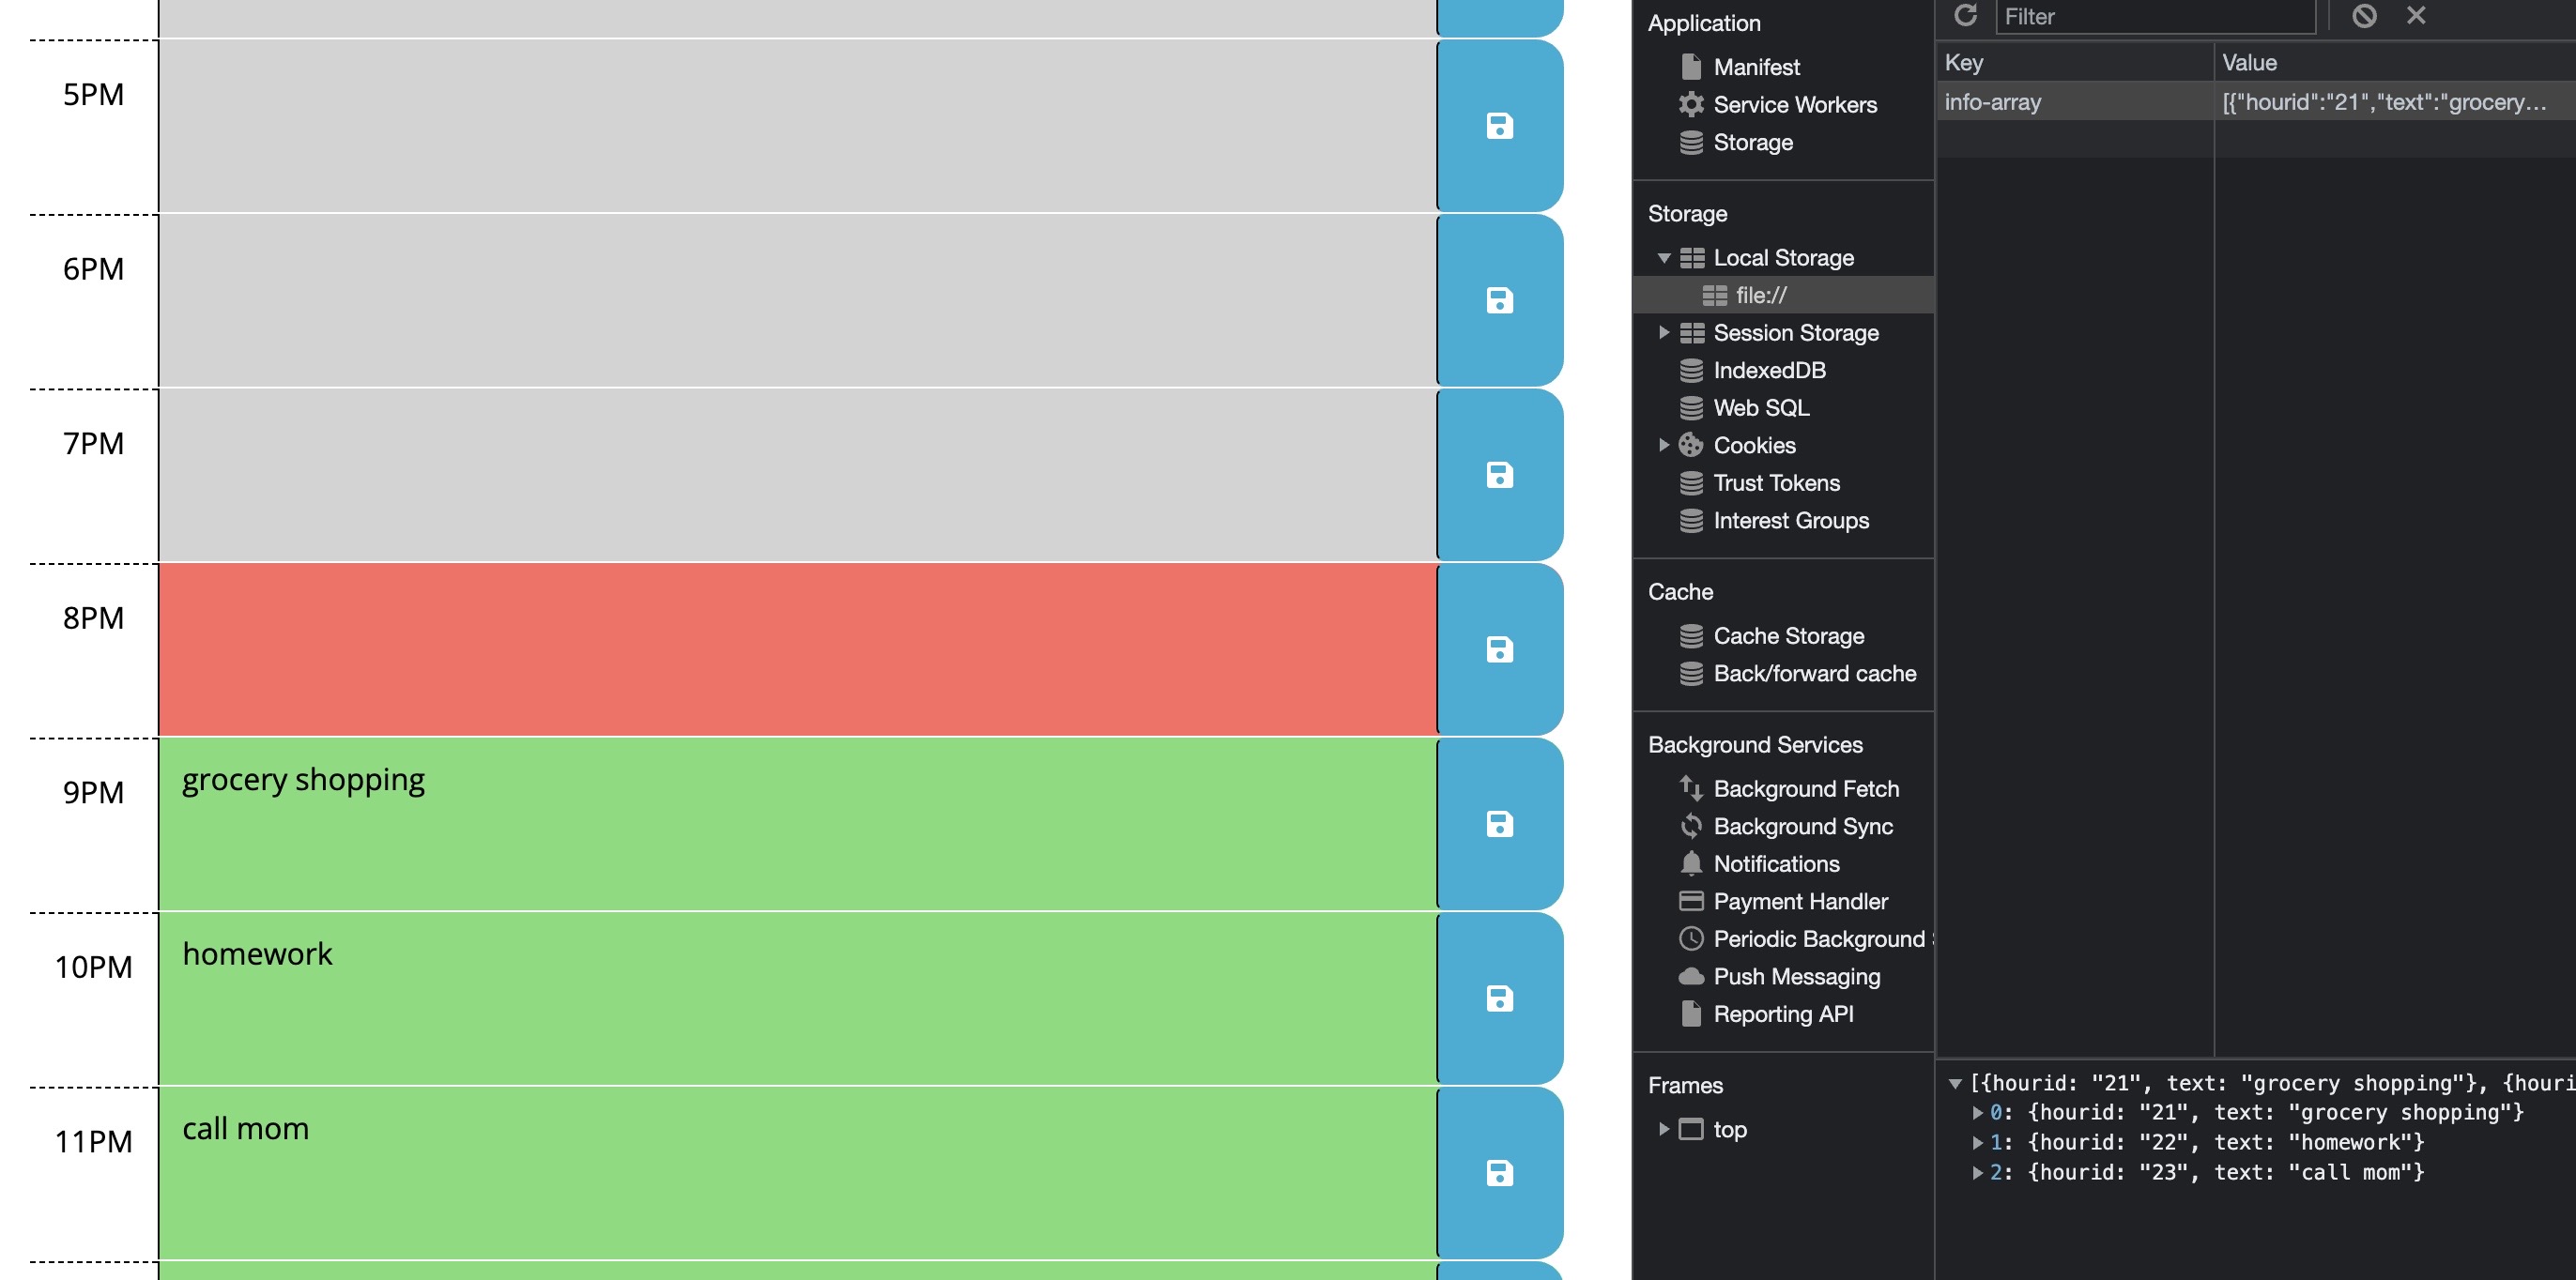 5PM
6PM
7PM
8PM
9PM
grocery shopping
10PM
homework
11PM
call mom
Application
Manifest
Service Workers
Storage
Storage
Local Storage
file://
Session Storage
IndexedDB
Web SQL
Cookies
Trust Tokens
Interest Groups
Cache
Cache Storage
Back/forward cache
Background Services
Background Fetch
Background Sync
Notifications
Payment Handler
Periodic Background
Push Messaging
Reporting API
Frames
top
Filter
Key Value
info-array [{"hourid":"21","text":"grocery…
[{hourid: "21", text: "grocery shopping"}, {houri
0: {hourid: "21", text: "grocery shopping"}
1: {hourid: "22", text: "homework"}
2: {hourid: "23", text: "call mom"}